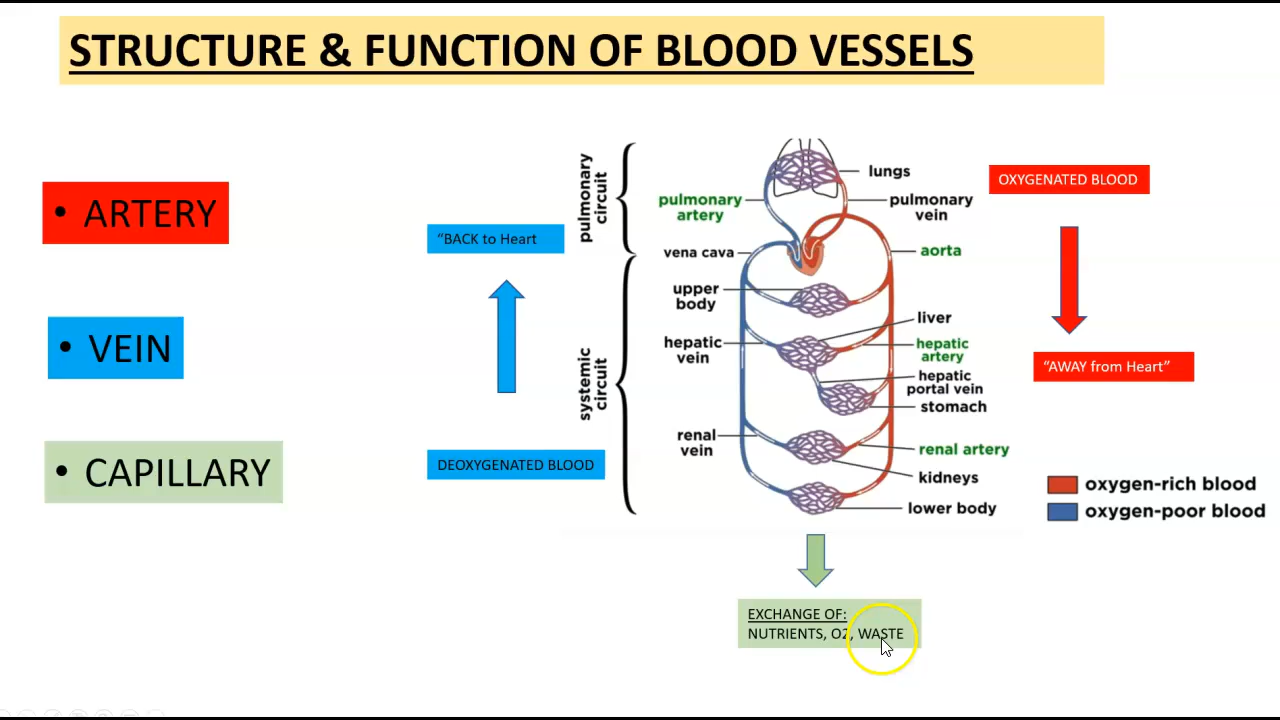 STRUCTURE & FUNCTION OF BLOOD VESSELS
• ARTERY
• VEIN
• CAPILLARY
"BACK to Heart
DEOXYGENATED BLOOD
pulmonary
circuit
systemic
circuit
lungs
pulmonary
artery
pulmonary
vein
vena cava
aorta
upper
body
liver
hepatic
vein
hepatic
artery
hepatic
portal vein
stomach
renal
vein
renal artery
kidneys
lower body
OXYGENATED BLOOD
"AWAY from Heart"
oxygen-rich blood
oxygen-poor blood
EXCHANGE OF:
NUTRIENTS, O2, WASTE